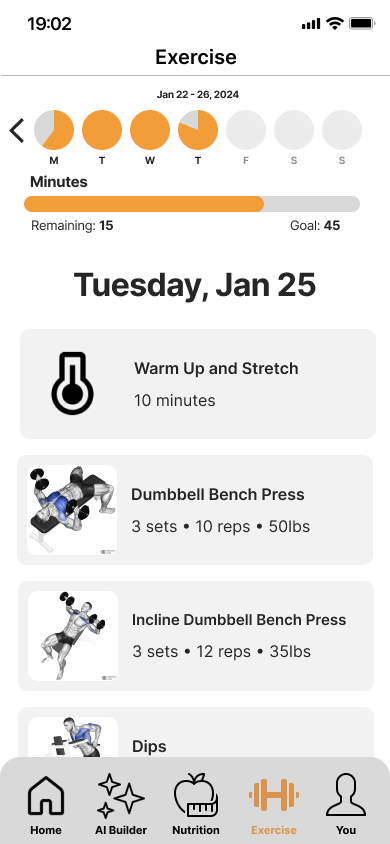 19:02
Exercise
Jan 22 - 26, 2024
M T W T F S S
Minutes
Remaining: 15 Goal: 45
Tuesday, Jan 25
Warm Up and Stretch
10 minutes
Dumbbell Bench Press
3 sets • 10 reps • 50lbs
Incline Dumbbell Bench Press
3 sets • 12 reps • 35lbs
Dips
Home AI Builder Nutrition Exercise You